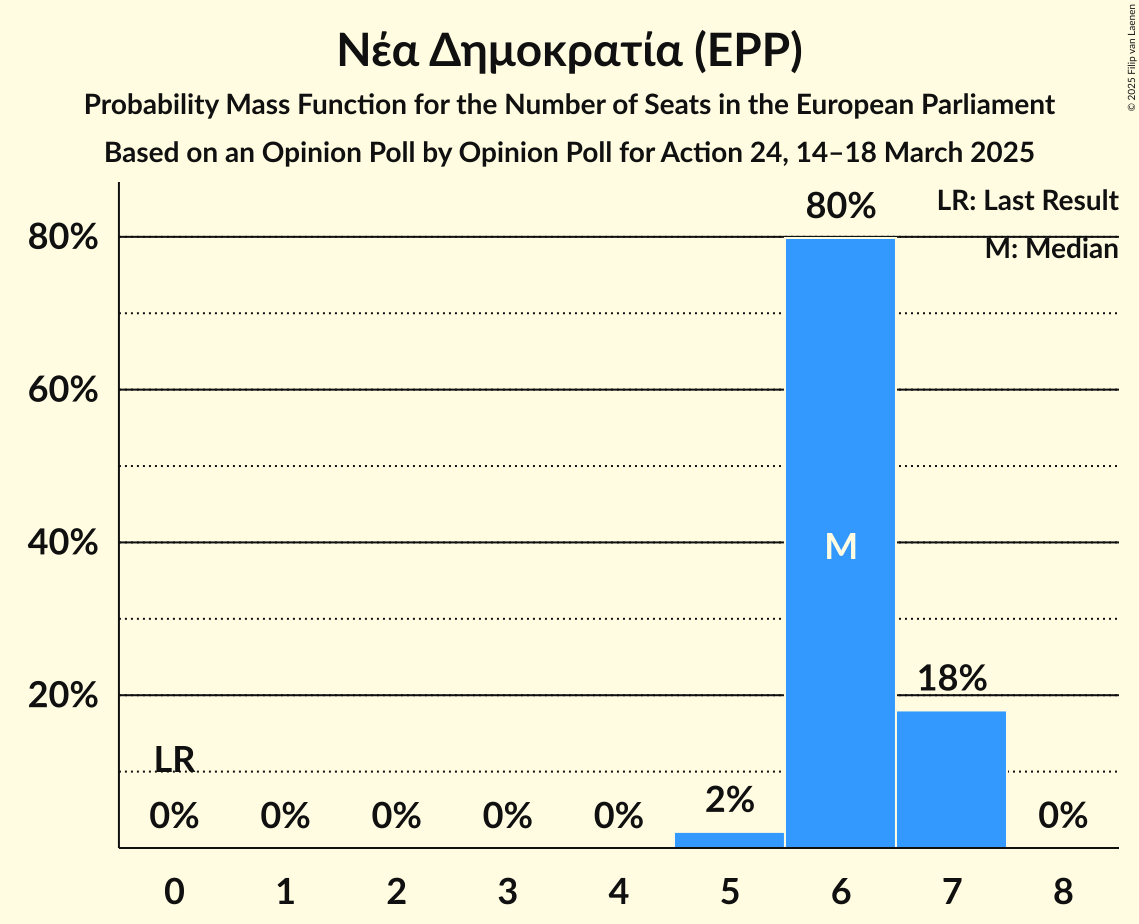 Νέα Δημοκρατία (EPP)
Probability Mass Function for the Number of Seats in the European Parliament
Based on an Opinion Poll by Opinion Poll for Action 24, 14–18 March 2025
© 2025 Filip van Laenen
LR: Last Result
M: Median
80%
60%
40%
20%
LR
0%
0%
0%
0%
0%
2%
80%
M
18%
0%
0 1 2 3 4 5 6 7 8